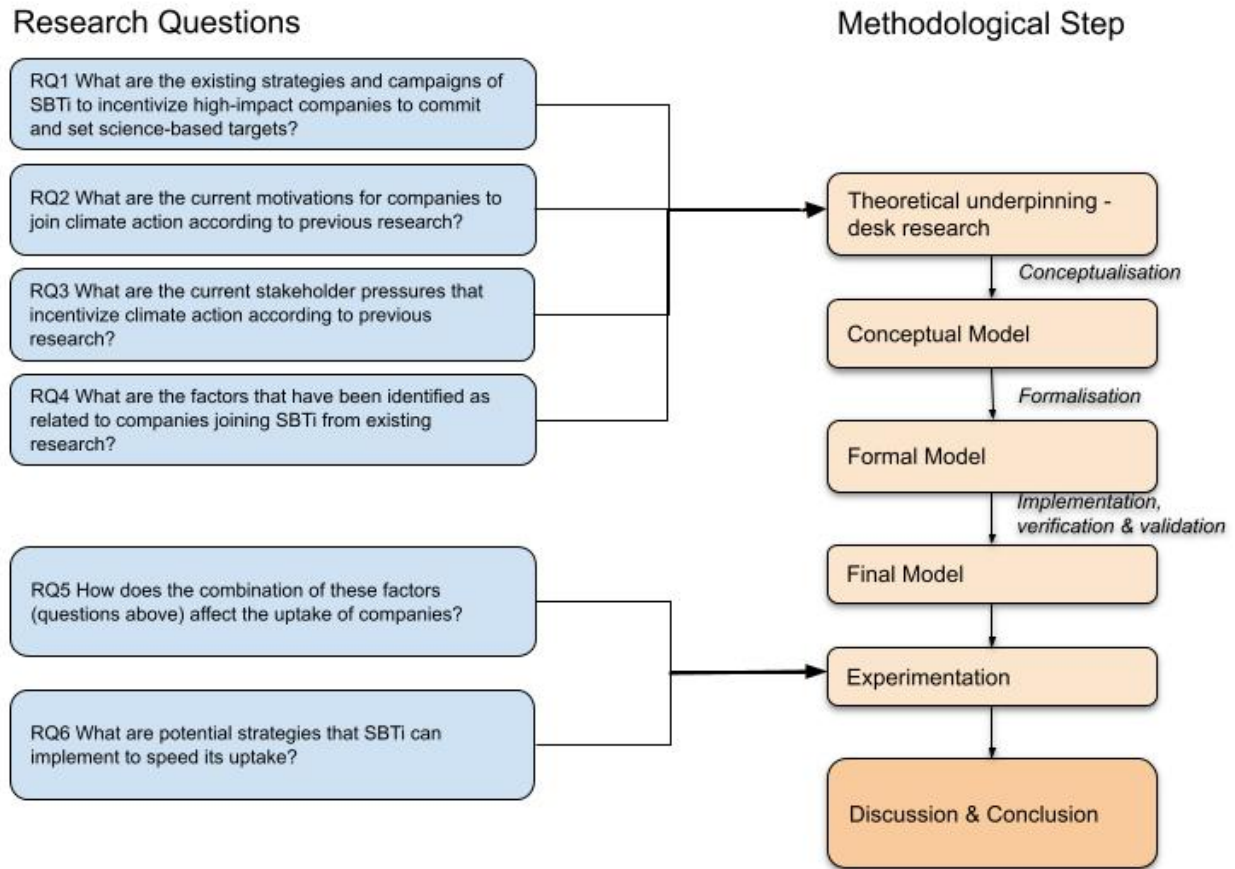 Research Questions
Methodological Step
RQ1 What are the existing strategies and campaigns of
SBTi to incentivize high-impact companies to commit
and set science-based targets?
RQ2 What are the current motivations for companies to
join climate action according to previous research?
RQ3 What are the current stakeholder pressures that
incentivize climate action according to previous
research?
RQ4 What are the factors that have been identified as
related to companies joining SBTi from existing
research?
RQ5 How does the combination of these factors
(questions above) affect the uptake of companies?
RQ6 What are potential strategies that SBTi can
implement to speed its uptake?
Theoretical underpinning -
desk research
Conceptualisation
Conceptual Model
Formalisation
Formal Model
Implementation,
verification & validation
Final Model
Experimentation
Discussion & Conclusion